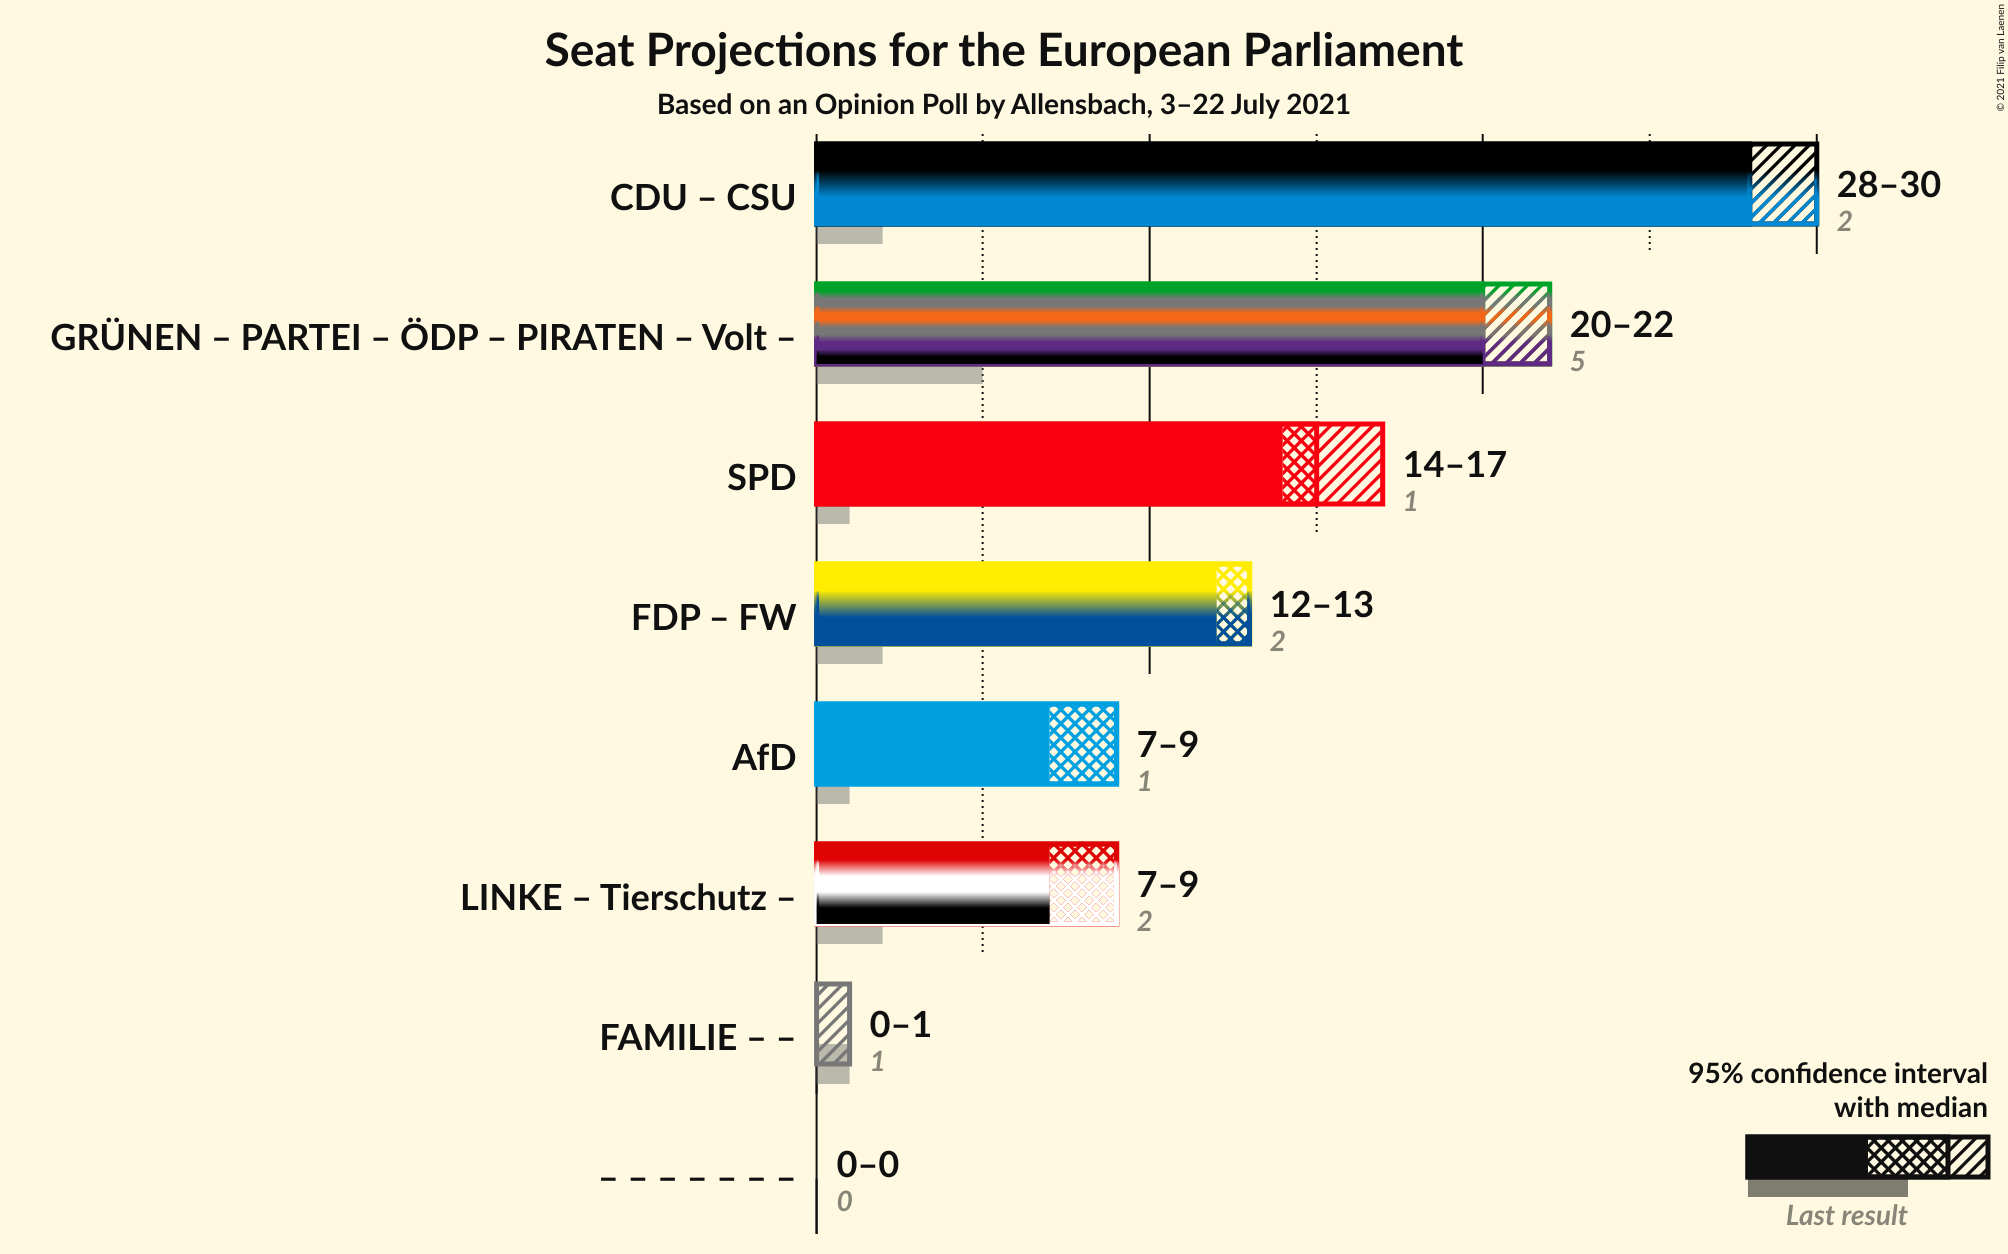 Seat Projections for the European Parliament
Based on an Opinion Poll by Allensbach, 3–22 July 2021
© 2021 Filip van Laenen
CDU – CSU
28–30
2
GRÜNEN – PARTEI – ÖDP – PIRATEN – Volt –
20–22
5
SPD
14–17
1
FDP – FW
12–13
2
AfD
7–9
1
LINKE – Tierschutz –
7–9
2
FAMILIE – –
0–1
1
– – – – – – –
0–0
0
95% confidence interval
with median
Last result